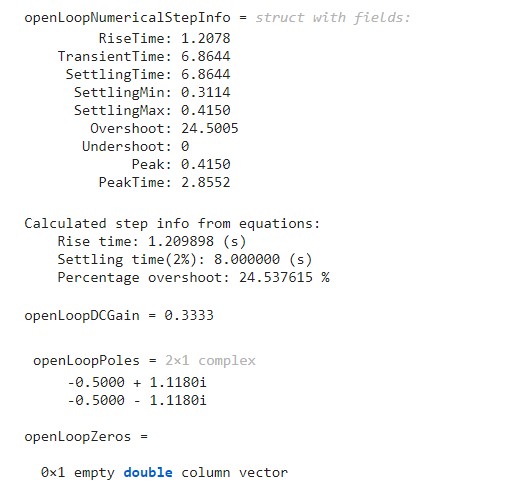 openLoopNumericalStepInfo = struct with fields:
RiseTime: 1.2078
TransientTime: 6.8644
SettlingTime: 6.8644
SettlingMin: 0.3114
SettlingMax: 0.4150
Overshoot: 24.5005
Undershoot: 0
Peak: 0.4150
PeakTime: 2.8552
Calculated step info from equations:
Rise time: 1.209898 (s)
Settling time(2%): 8.000000 (s)
Percentage overshoot: 24.537615 %
openLoopDCGain = 0.3333
openLoopPoles = 2×1 complex
-0.5000 + 1.1180i
-0.5000 - 1.1180i
openLoopZeros =
0×1 empty double column vector